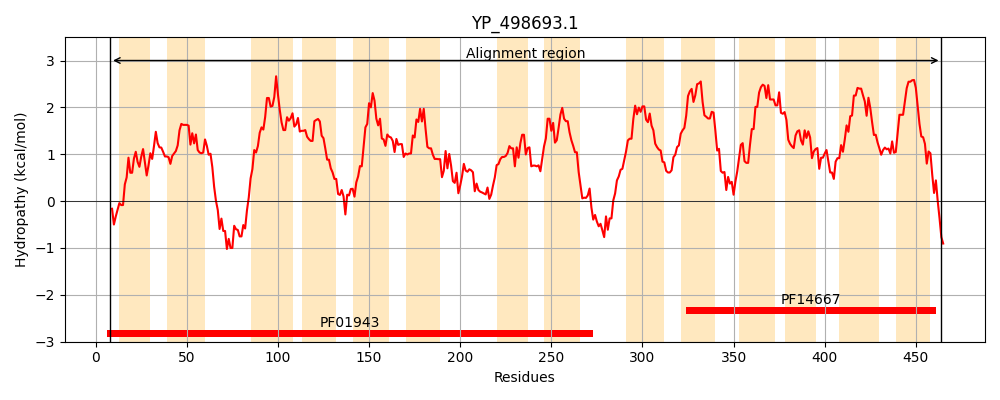 YP_498693.1
Alignment region
Hydropathy (kcal/mol)
3
2
1
0
−1
−2
−3
PF14667
PF01943
0 50 100 150 200 250 300 350 400 450
Residues